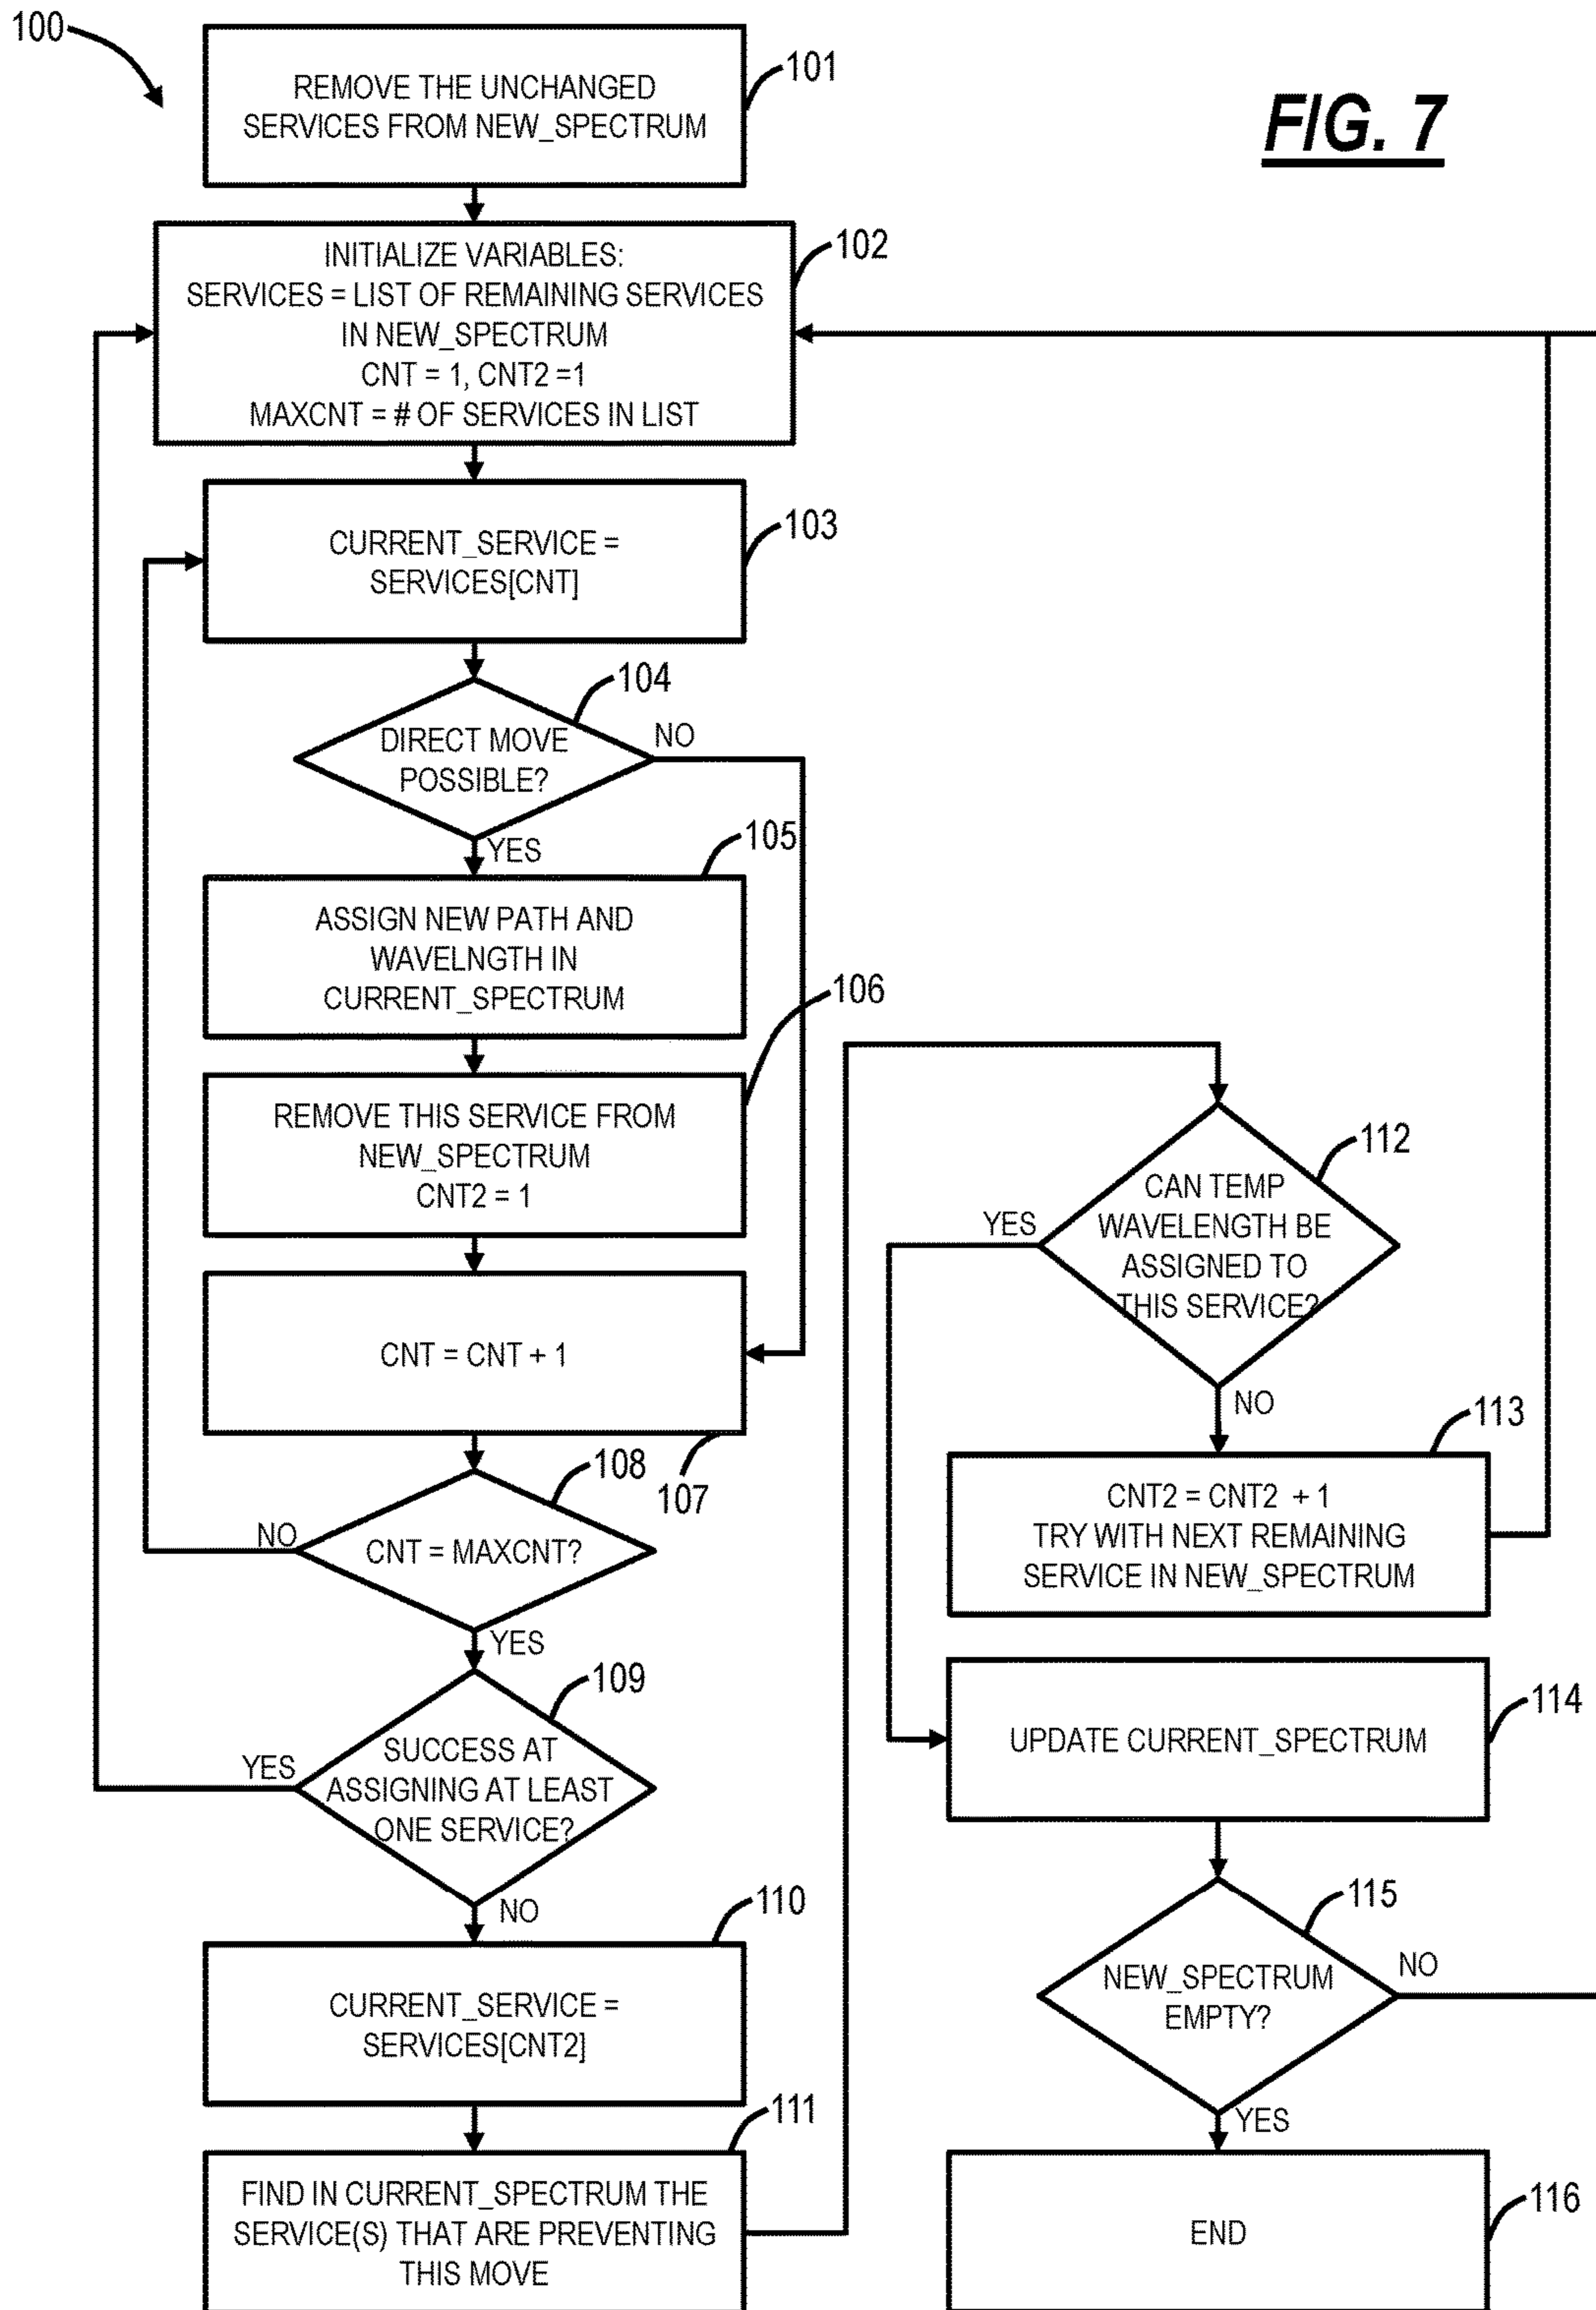 100
REMOVE THE UNCHANGED
SERVICES FROM NEW_SPECTRUM
101
FIG. 7
INITIALIZE VARIABLES:
SERVICES = LIST OF REMAINING SERVICES
IN NEW_SPECTRUM
CNT = 1, CNT2 =1
MAXCNT = # OF SERVICES IN LIST
102
CURRENT_SERVICE =
SERVICES[CNT]
103
DIRECT MOVE
POSSIBLE?
104
NO
YES
105
ASSIGN NEW PATH AND
WAVELNGTH IN
CURRENT_SPECTRUM
106
REMOVE THIS SERVICE FROM
NEW_SPECTRUM
CNT2 = 1
CNT = CNT + 1
107
108
CNT = MAXCNT?
NO
YES
109
SUCCESS AT
ASSIGNING AT LEAST
ONE SERVICE?
YES
NO
110
CURRENT_SERVICE =
SERVICES[CNT2]
111
FIND IN CURRENT_SPECTRUM THE
SERVICE(S) THAT ARE PREVENTING
THIS MOVE
112
CAN TEMP
WAVELENGTH BE
ASSIGNED TO
THIS SERVICE?
YES
NO
113
CNT2 = CNT2 + 1
TRY WITH NEXT REMAINING
SERVICE IN NEW_SPECTRUM
114
UPDATE CURRENT_SPECTRUM
115
NEW_SPECTRUM
EMPTY?
NO
YES
116
END